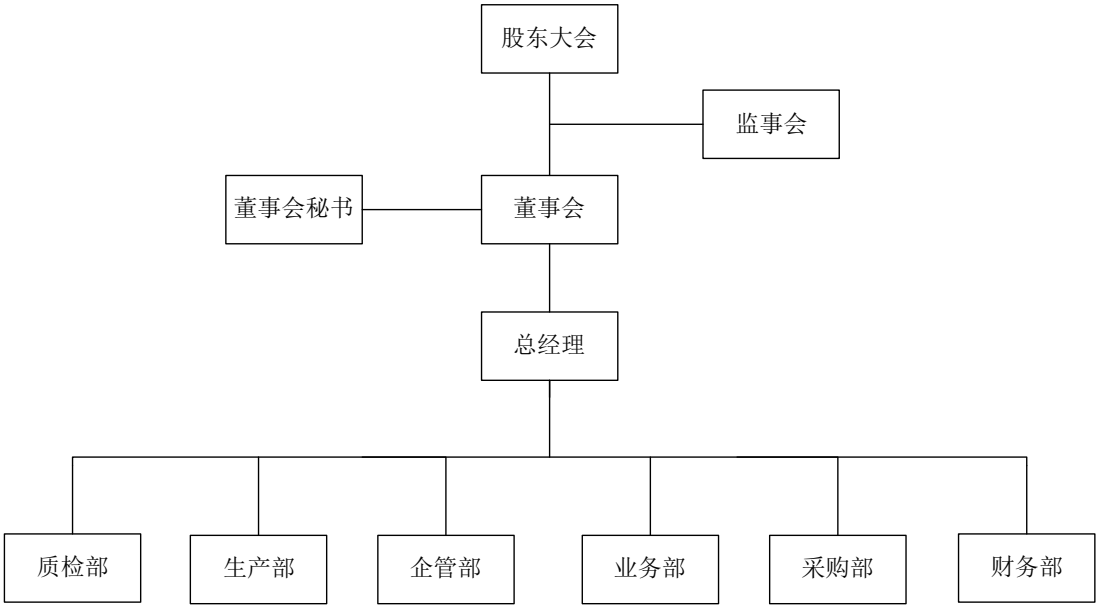 股东大会
监事会
董事会秘书
董事会
总经理
质检部
生产部
企管部
业务部
采购部
财务部